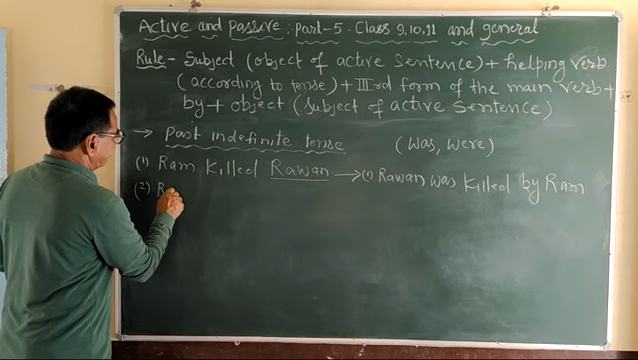 Active and passive: Part-5. Class 9,10,11 and general
Rule- Subject (object of active sentence) + helping verb
(according to tense) + IIIrd form of the main verb +
by + object (subject of active sentence)
→ Past indefinite tense (was, were)
(1) Ram killed Rawan → (1) Rawan was killed by Ram
(2) R